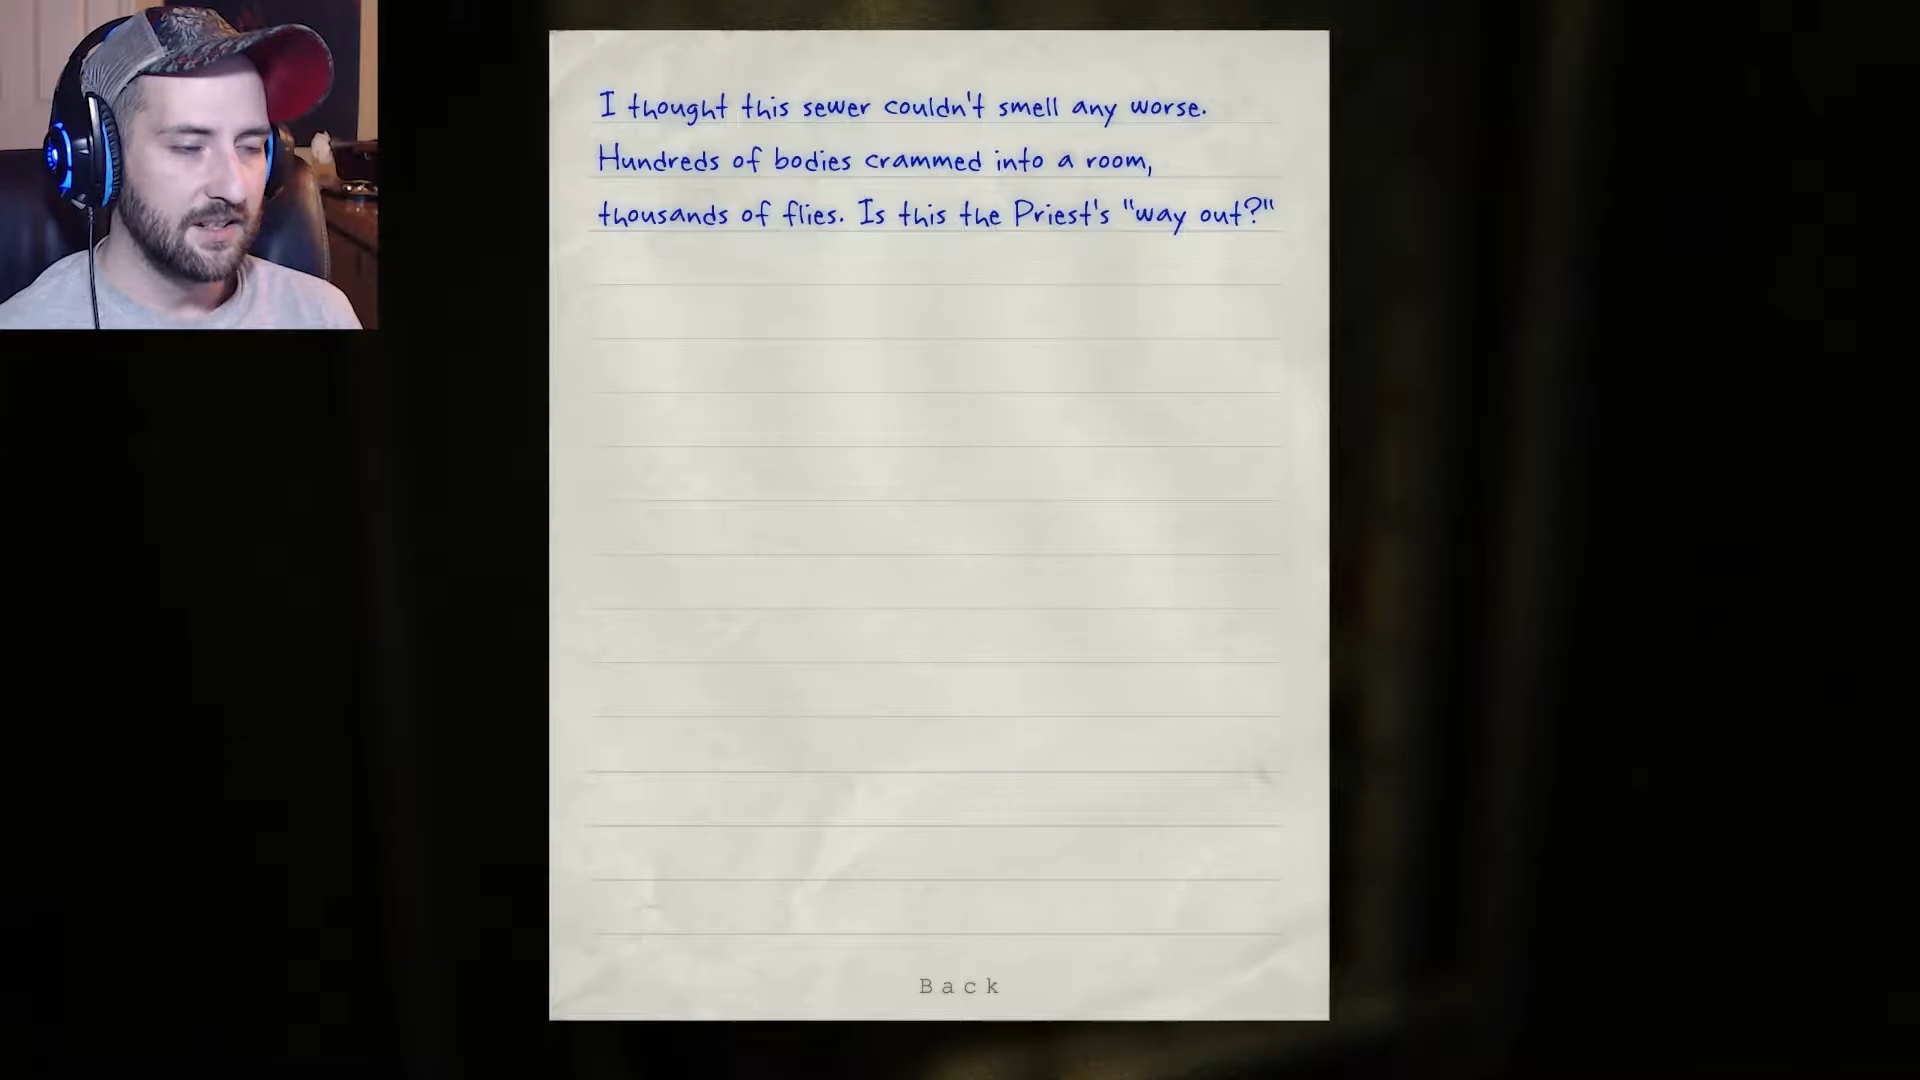 I thought this sewer couldn't smell any worse.
Hundreds of bodies crammed into a room,
thousands of flies. Is this the Priest's "way out?"
Back